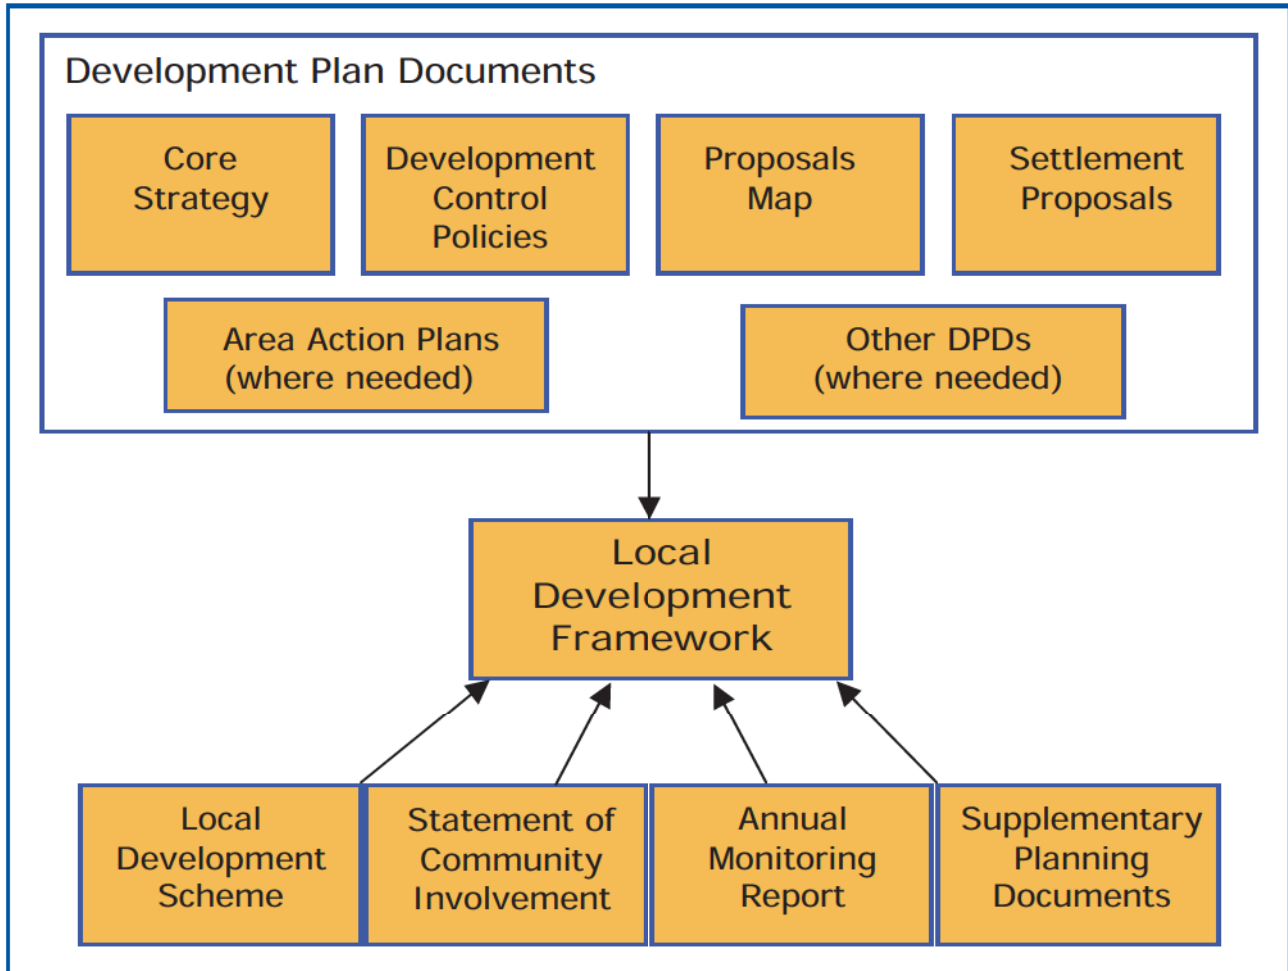 Development Plan Documents
Core
Strategy
Development
Control
Policies
Proposals
Map
Settlement
Proposals
Area Action Plans
(where needed)
Other DPDs
(where needed)
Local
Development
Framework
Local
Development
Scheme
Statement of
Community
Involvement
Annual
Monitoring
Report
Supplementary
Planning
Documents